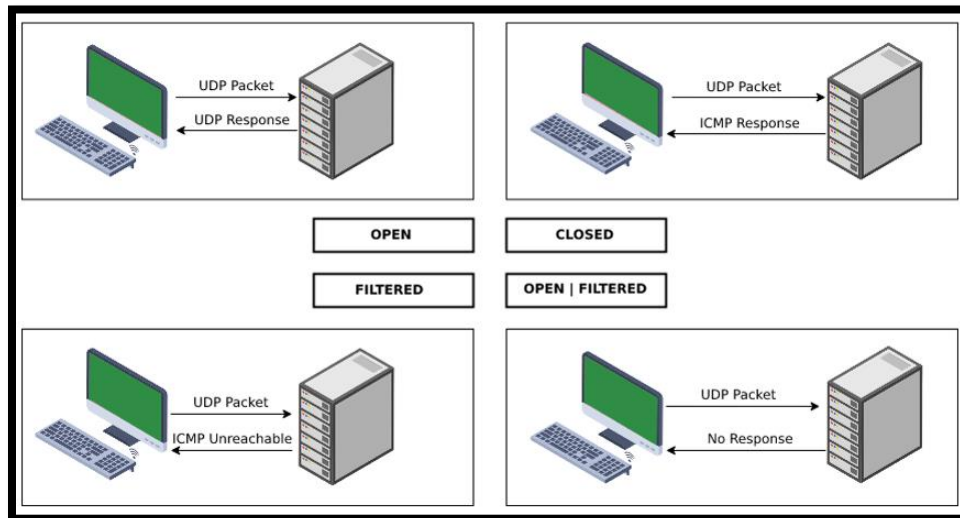 UDP Packet
UDP Response
UDP Packet
ICMP Response
OPEN
CLOSED
FILTERED
OPEN | FILTERED
UDP Packet
ICMP Unreachable
UDP Packet
No Response